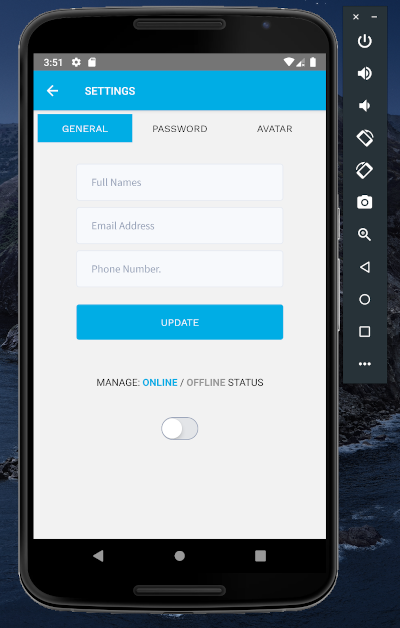 3:51
SETTINGS
GENERAL PASSWORD AVATAR
Full Names
Email Address
Phone Number.
UPDATE
MANAGE: ONLINE / OFFLINE STATUS